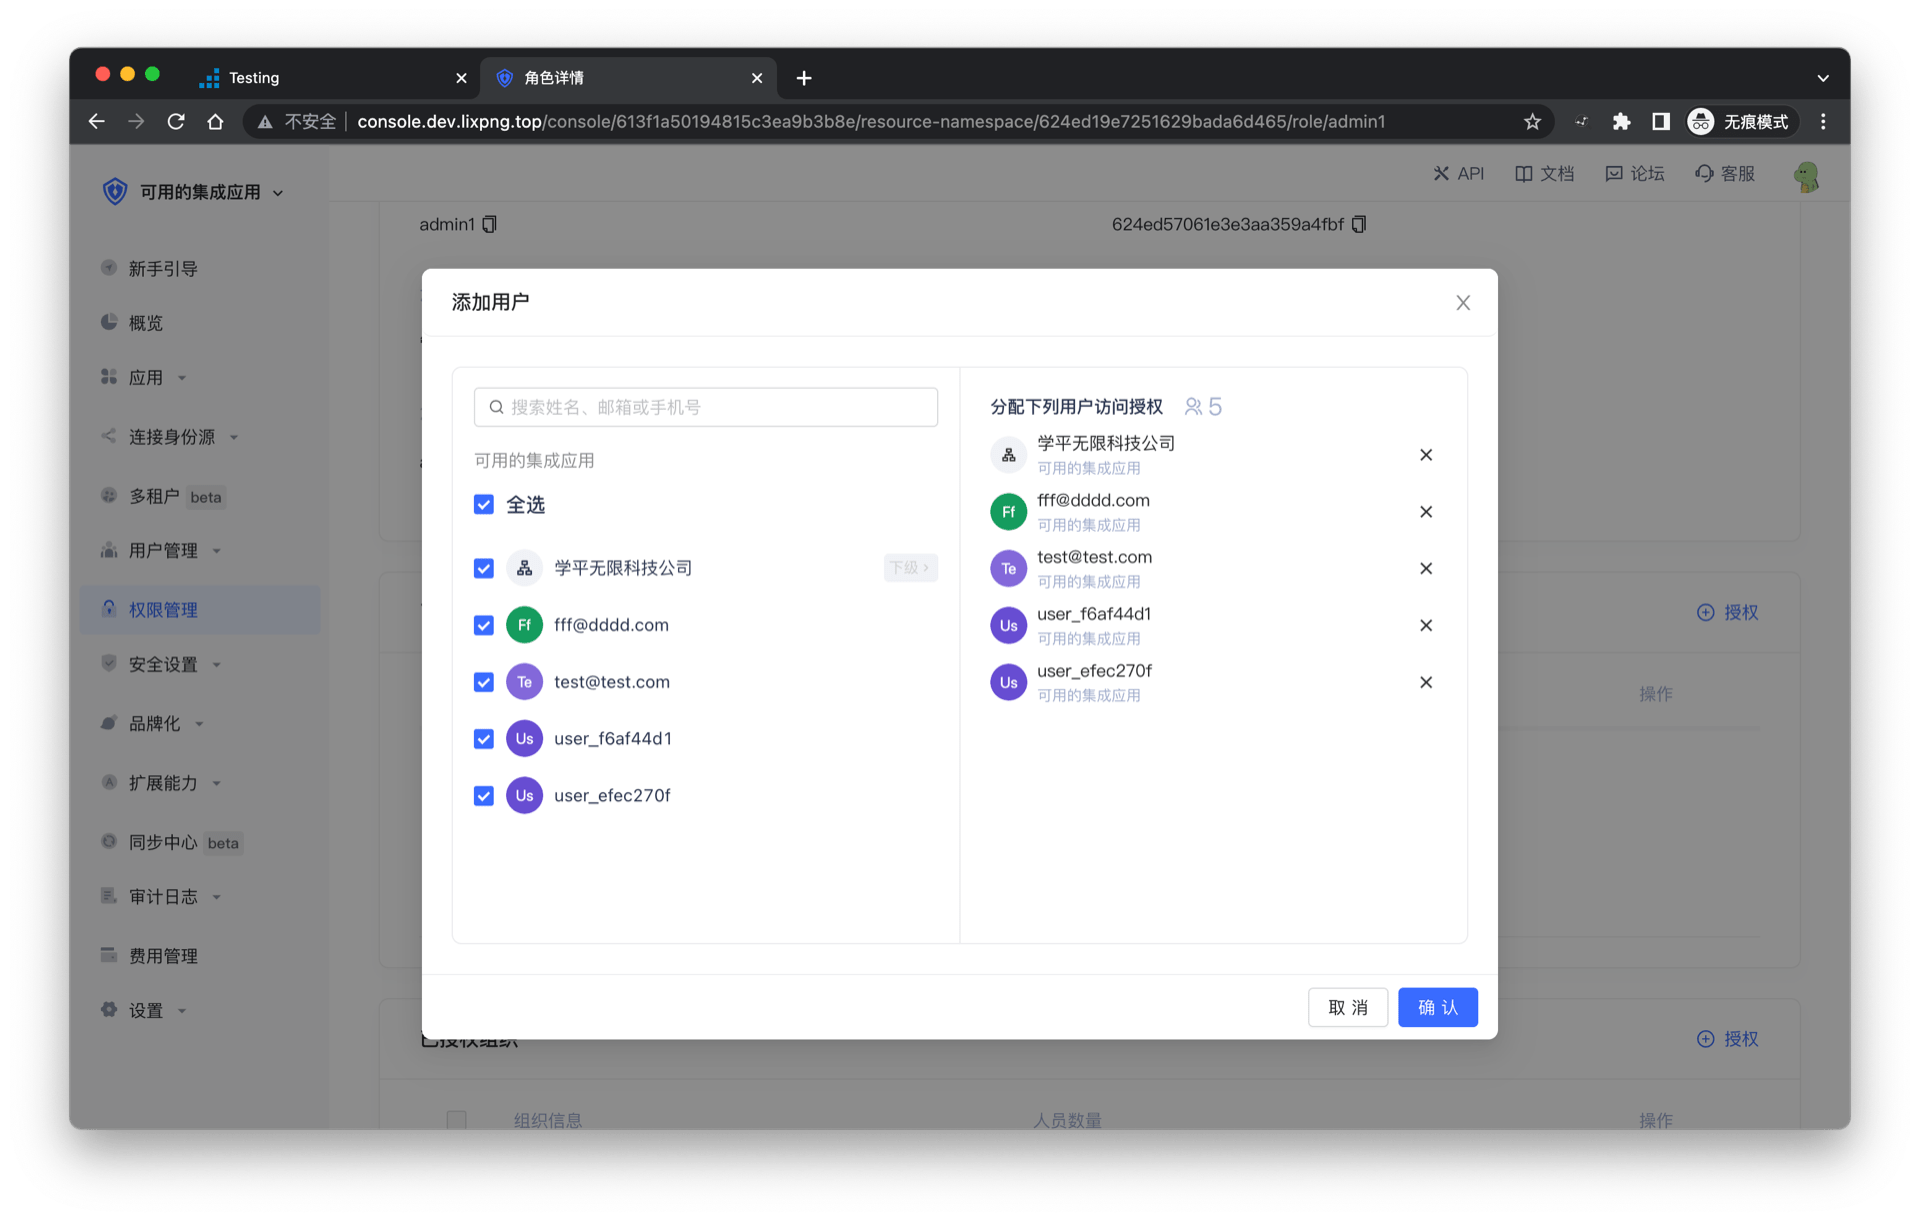 Testing
角色详情
不安全
console.dev.lixpng.top/console/613f1a50194815c3ea9b3b8e/resource-namespace/624ed19e7251629bada6d465/role/admin1
无痕模式
可用的集成应用
API
文档
论坛
客服
admin1
624ed57061e3e3aa359a4fbf
新手引导
概览
应用
连接身份源
多租户 beta
用户管理
权限管理
安全设置
品牌化
扩展能力
同步中心 beta
审计日志
费用管理
设置
添加用户
搜索姓名、邮箱或手机号
可用的集成应用
全选
学平无限科技公司
下级 >
Ff fff@dddd.com
Te test@test.com
Us user_f6af44d1
Us user_efec270f
分配下列用户访问授权 5
学平无限科技公司
可用的集成应用
Ff fff@dddd.com
可用的集成应用
Te test@test.com
可用的集成应用
Us user_f6af44d1
可用的集成应用
Us user_efec270f
可用的集成应用
取 消
确 认
授权
操作
已授权组织
授权
组织信息
人员数量
操作